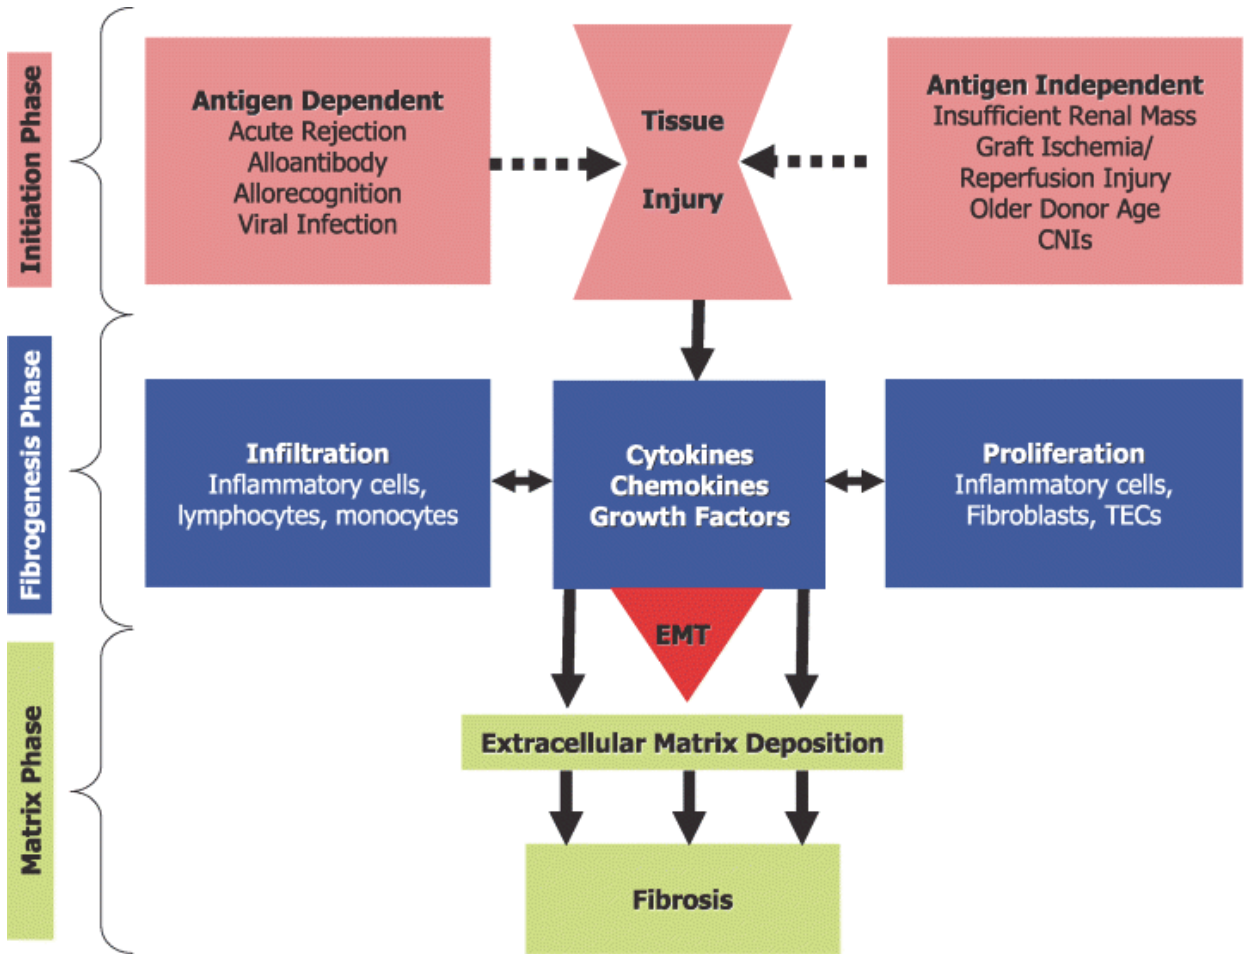 Initiation Phase
Antigen Dependent
Acute Rejection
Alloantibody
Allorecognition
Viral Infection
Tissue
Injury
Antigen Independent
Insufficient Renal Mass
Graft Ischemia/
Reperfusion Injury
Older Donor Age
CNIs
Fibrogenesis Phase
Infiltration
Inflammatory cells,
lymphocytes, monocytes
Cytokines
Chemokines
Growth Factors
Proliferation
Inflammatory cells,
Fibroblasts, TECs
EMT
Matrix Phase
Extracellular Matrix Deposition
Fibrosis